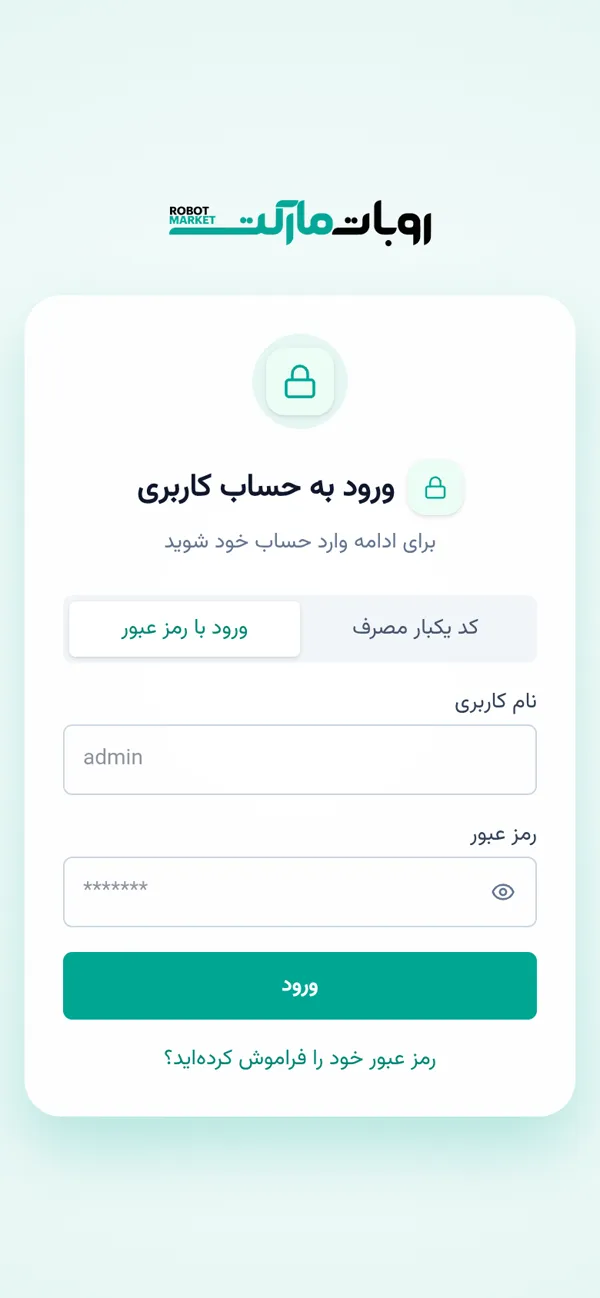 روبات‌مارکت
ROBOT
MARKET
ورود به حساب کاربری
برای ادامه وارد حساب خود شوید
کد یکبار مصرف
ورود با رمز عبور
نام کاربری
admin
رمز عبور
*******
ورود
رمز عبور خود را فراموش کرده‌اید؟